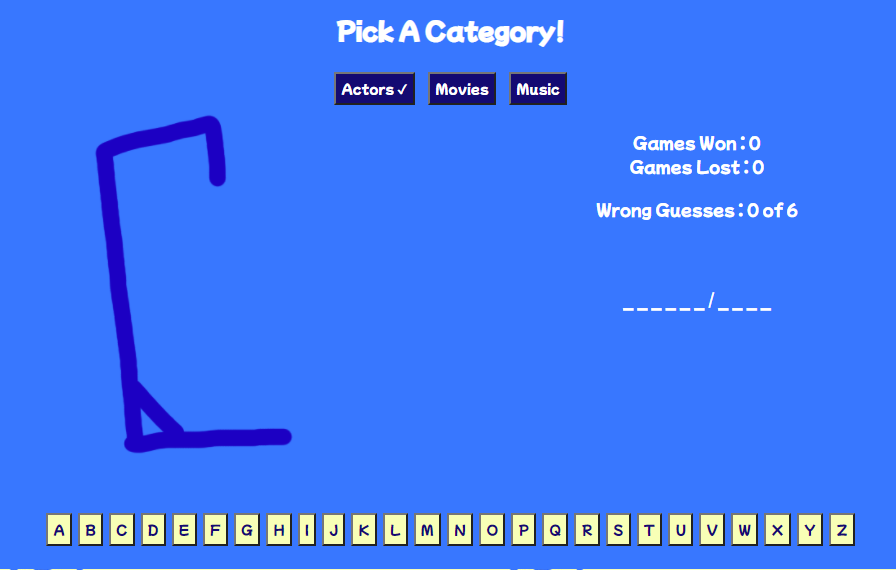 Pick A Category!
Actors ✓ Movies Music
Games Won : 0
Games Lost : 0
Wrong Guesses : 0 of 6
______/____
A B C D E F G H I J K L M N O P Q R S T U V W X Y Z